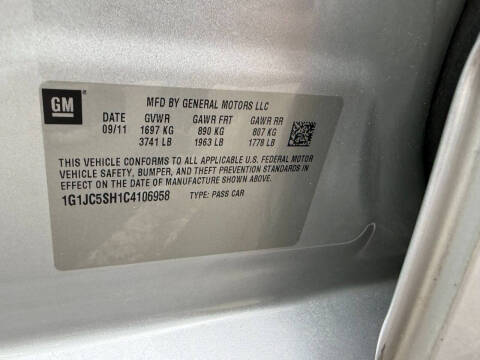 GM
MFD BY GENERAL MOTORS LLC
DATE GVWR GAWR FRT GAWR RR
09/11 1697 KG 890 KG 807 KG
3741 LB 1963 LB 1778 LB
THIS VEHICLE CONFORMS TO ALL APPLICABLE U.S. FEDERAL MOTOR
VEHICLE SAFETY, BUMPER, AND THEFT PREVENTION STANDARDS
IN EFFECT ON THE DATE OF MANUFACTURE SHOWN ABOVE.
1G1JC5SH1C4106958 TYPE: PASS CAR